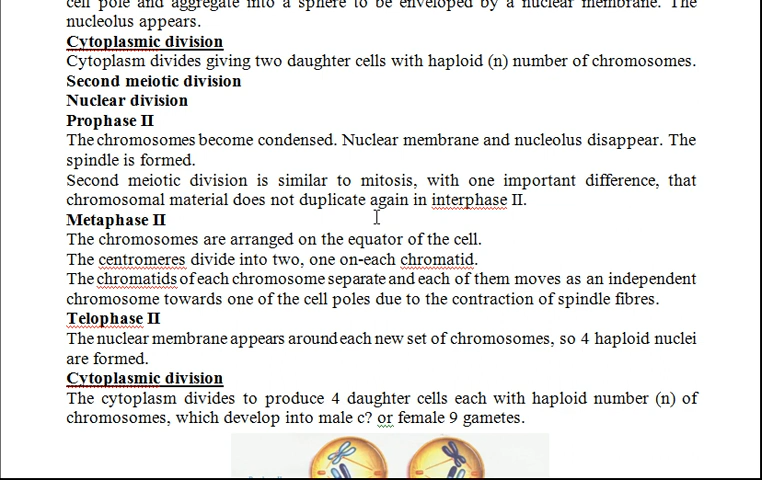 cell pole and aggregate into a sphere to be enveloped by a nuclear membrane. The
nucleolus appears.
Cytoplasmic division
Cytoplasm divides giving two daughter cells with haploid (n) number of chromosomes.
Second meiotic division
Nuclear division
Prophase II
The chromosomes become condensed. Nuclear membrane and nucleolus disappear. The
spindle is formed.
Second meiotic division is similar to mitosis, with one important difference, that
chromosomal material does not duplicate again in interphase II.
Metaphase II
The chromosomes are arranged on the equator of the cell.
The centromeres divide into two, one on-each chromatid.
The chromatids of each chromosome separate and each of them moves as an independent
chromosome towards one of the cell poles due to the contraction of spindle fibres.
Telophase II
The nuclear membrane appears around each new set of chromosomes, so 4 haploid nuclei
are formed.
Cytoplasmic division
The cytoplasm divides to produce 4 daughter cells each with haploid number (n) of
chromosomes, which develop into male c? or female 9 gametes.